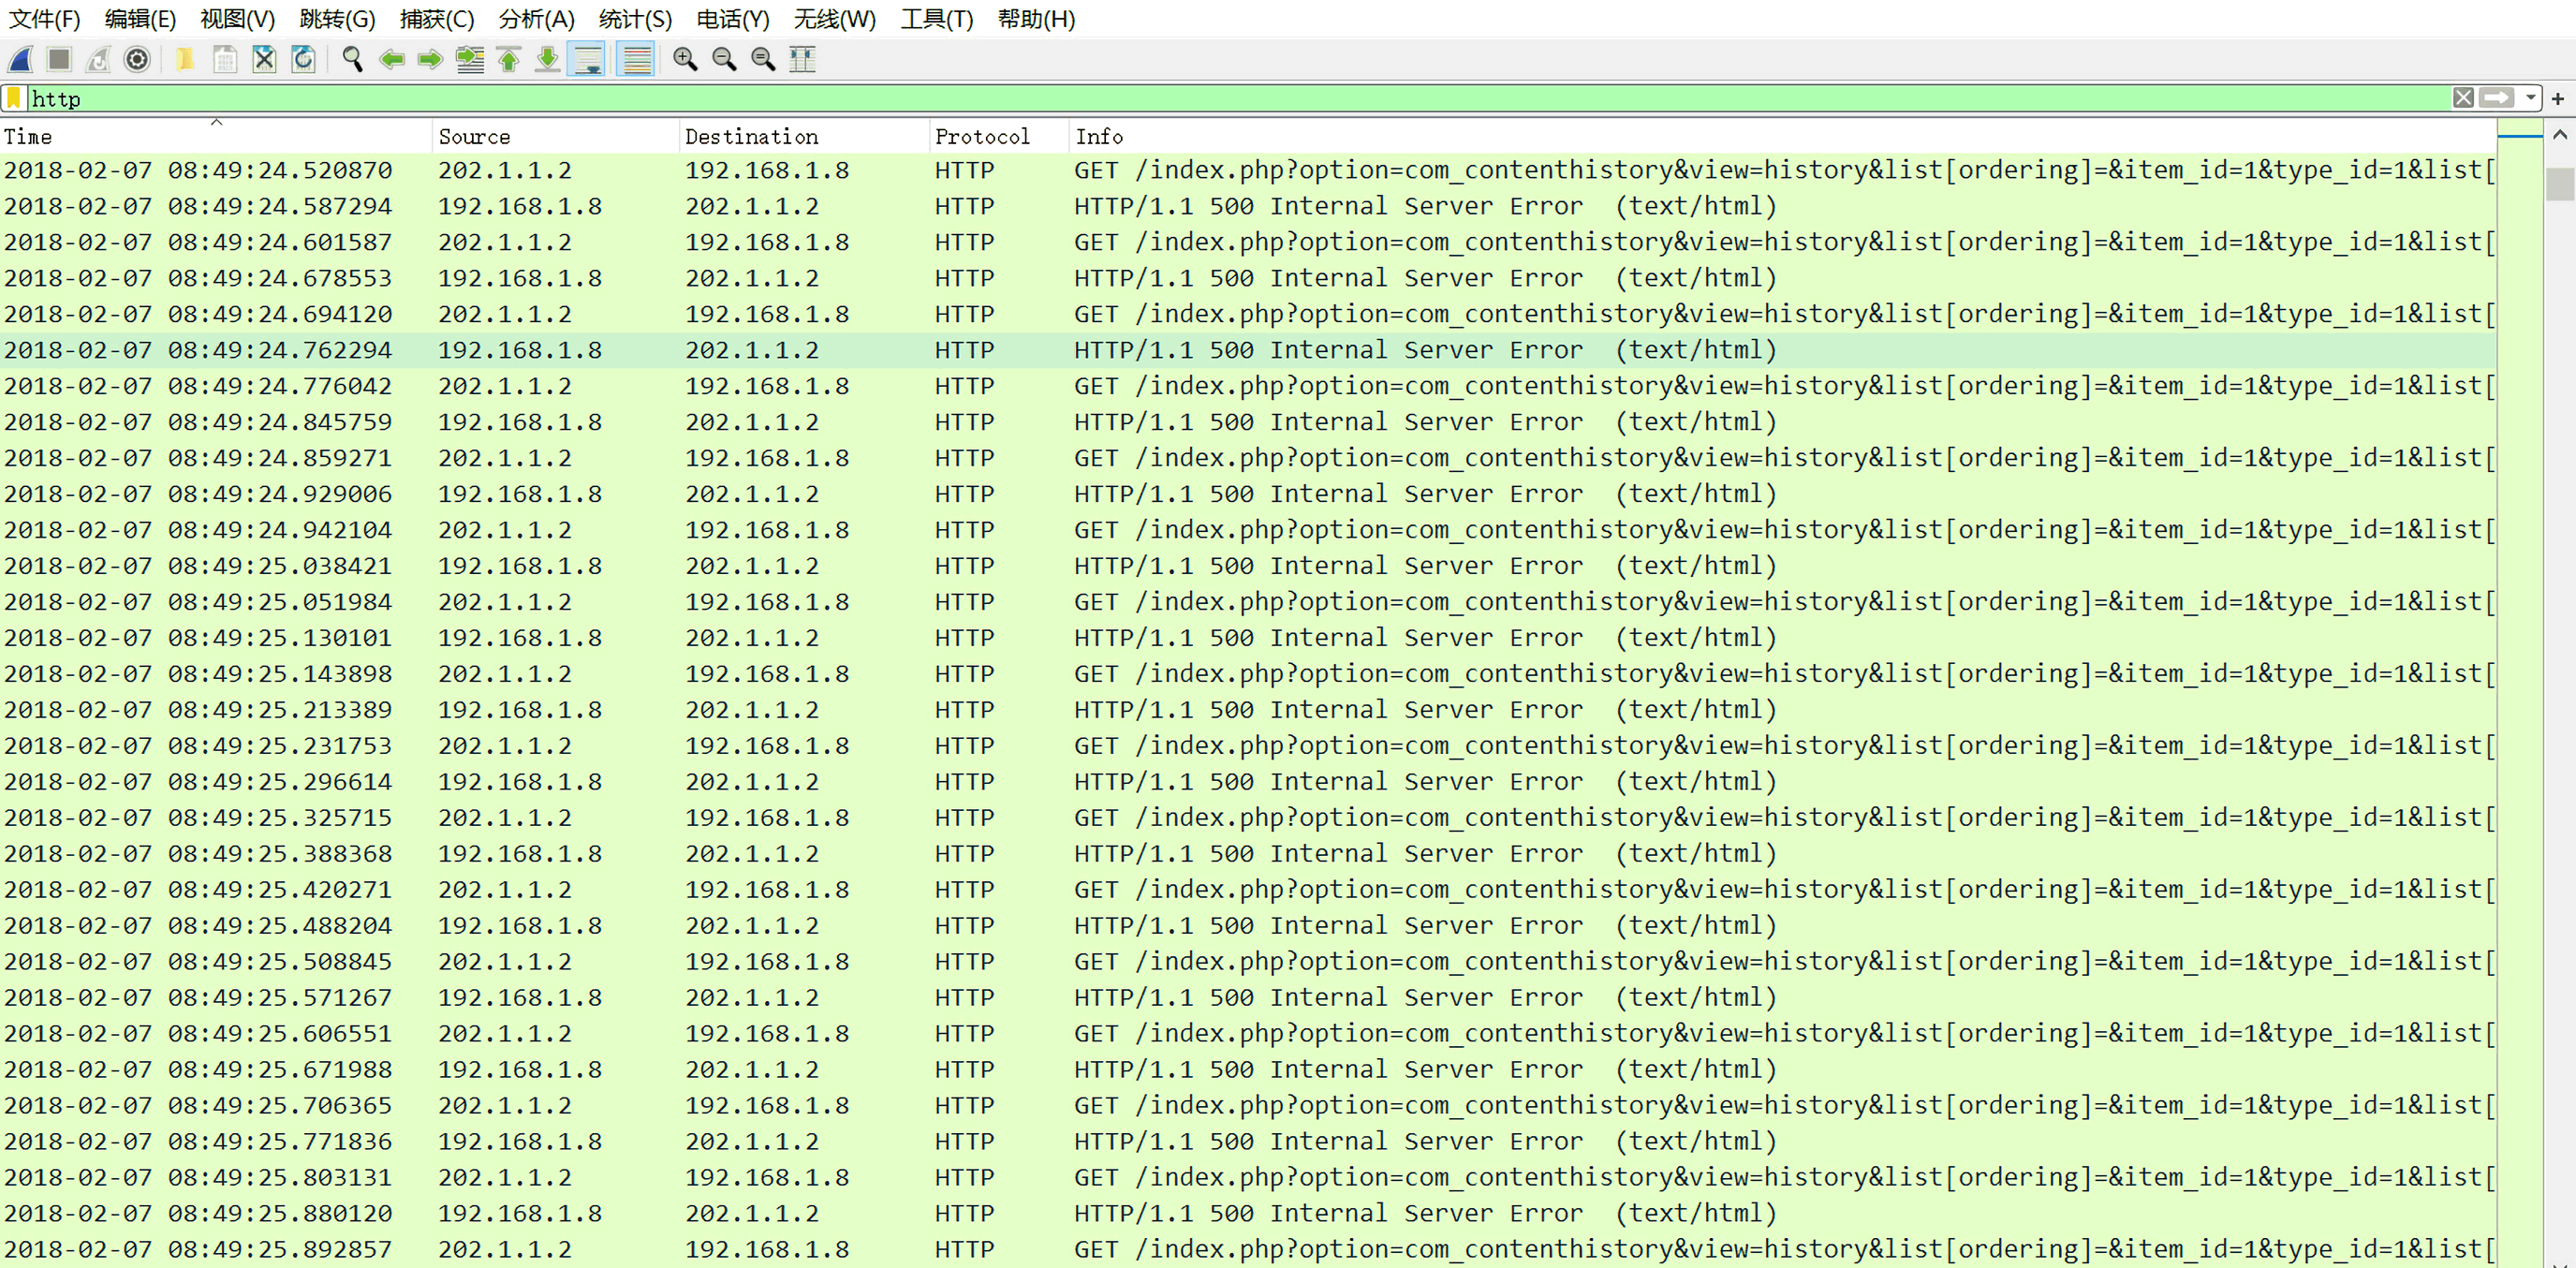 文件(F) 编辑(E) 视图(V) 跳转(G) 捕获(C) 分析(A) 统计(S) 电话(Y) 无线(W) 工具(T) 帮助(H)
http
Time Source Destination Protocol Info
2018-02-07 08:49:24.520870 202.1.1.2 192.168.1.8 HTTP GET /index.php?option=com_contenthistory&view=history&list[ordering]=&item_id=1&type_id=1&list[
2018-02-07 08:49:24.587294 192.168.1.8 202.1.1.2 HTTP HTTP/1.1 500 Internal Server Error (text/html)
2018-02-07 08:49:24.601587 202.1.1.2 192.168.1.8 HTTP GET /index.php?option=com_contenthistory&view=history&list[ordering]=&item_id=1&type_id=1&list[
2018-02-07 08:49:24.678553 192.168.1.8 202.1.1.2 HTTP HTTP/1.1 500 Internal Server Error (text/html)
2018-02-07 08:49:24.694120 202.1.1.2 192.168.1.8 HTTP GET /index.php?option=com_contenthistory&view=history&list[ordering]=&item_id=1&type_id=1&list[
2018-02-07 08:49:24.762294 192.168.1.8 202.1.1.2 HTTP HTTP/1.1 500 Internal Server Error (text/html)
2018-02-07 08:49:24.776042 202.1.1.2 192.168.1.8 HTTP GET /index.php?option=com_contenthistory&view=history&list[ordering]=&item_id=1&type_id=1&list[
2018-02-07 08:49:24.845759 192.168.1.8 202.1.1.2 HTTP HTTP/1.1 500 Internal Server Error (text/html)
2018-02-07 08:49:24.859271 202.1.1.2 192.168.1.8 HTTP GET /index.php?option=com_contenthistory&view=history&list[ordering]=&item_id=1&type_id=1&list[
2018-02-07 08:49:24.929006 192.168.1.8 202.1.1.2 HTTP HTTP/1.1 500 Internal Server Error (text/html)
2018-02-07 08:49:24.942104 202.1.1.2 192.168.1.8 HTTP GET /index.php?option=com_contenthistory&view=history&list[ordering]=&item_id=1&type_id=1&list[
2018-02-07 08:49:25.038421 192.168.1.8 202.1.1.2 HTTP HTTP/1.1 500 Internal Server Error (text/html)
2018-02-07 08:49:25.051984 202.1.1.2 192.168.1.8 HTTP GET /index.php?option=com_contenthistory&view=history&list[ordering]=&item_id=1&type_id=1&list[
2018-02-07 08:49:25.130101 192.168.1.8 202.1.1.2 HTTP HTTP/1.1 500 Internal Server Error (text/html)
2018-02-07 08:49:25.143898 202.1.1.2 192.168.1.8 HTTP GET /index.php?option=com_contenthistory&view=history&list[ordering]=&item_id=1&type_id=1&list[
2018-02-07 08:49:25.213389 192.168.1.8 202.1.1.2 HTTP HTTP/1.1 500 Internal Server Error (text/html)
2018-02-07 08:49:25.231753 202.1.1.2 192.168.1.8 HTTP GET /index.php?option=com_contenthistory&view=history&list[ordering]=&item_id=1&type_id=1&list[
2018-02-07 08:49:25.296614 192.168.1.8 202.1.1.2 HTTP HTTP/1.1 500 Internal Server Error (text/html)
2018-02-07 08:49:25.325715 202.1.1.2 192.168.1.8 HTTP GET /index.php?option=com_contenthistory&view=history&list[ordering]=&item_id=1&type_id=1&list[
2018-02-07 08:49:25.388368 192.168.1.8 202.1.1.2 HTTP HTTP/1.1 500 Internal Server Error (text/html)
2018-02-07 08:49:25.420271 202.1.1.2 192.168.1.8 HTTP GET /index.php?option=com_contenthistory&view=history&list[ordering]=&item_id=1&type_id=1&list[
2018-02-07 08:49:25.488204 192.168.1.8 202.1.1.2 HTTP HTTP/1.1 500 Internal Server Error (text/html)
2018-02-07 08:49:25.508845 202.1.1.2 192.168.1.8 HTTP GET /index.php?option=com_contenthistory&view=history&list[ordering]=&item_id=1&type_id=1&list[
2018-02-07 08:49:25.571267 192.168.1.8 202.1.1.2 HTTP HTTP/1.1 500 Internal Server Error (text/html)
2018-02-07 08:49:25.606551 202.1.1.2 192.168.1.8 HTTP GET /index.php?option=com_contenthistory&view=history&list[ordering]=&item_id=1&type_id=1&list[
2018-02-07 08:49:25.671988 192.168.1.8 202.1.1.2 HTTP HTTP/1.1 500 Internal Server Error (text/html)
2018-02-07 08:49:25.706365 202.1.1.2 192.168.1.8 HTTP GET /index.php?option=com_contenthistory&view=history&list[ordering]=&item_id=1&type_id=1&list[
2018-02-07 08:49:25.771836 192.168.1.8 202.1.1.2 HTTP HTTP/1.1 500 Internal Server Error (text/html)
2018-02-07 08:49:25.803131 202.1.1.2 192.168.1.8 HTTP GET /index.php?option=com_contenthistory&view=history&list[ordering]=&item_id=1&type_id=1&list[
2018-02-07 08:49:25.880120 192.168.1.8 202.1.1.2 HTTP HTTP/1.1 500 Internal Server Error (text/html)
2018-02-07 08:49:25.892857 202.1.1.2 192.168.1.8 HTTP GET /index.php?option=com_contenthistory&view=history&list[ordering]=&item_id=1&type_id=1&list[